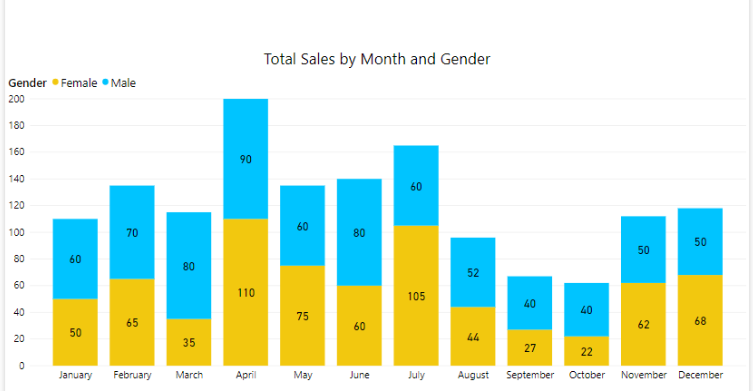 Total Sales by Month and Gender
Gender Female Male
200
180
160
140
120
100
80
60
40
20
0
60 70 80 90 60 80 60 52 40 40 50 50
50 65 35 110 75 60 105 44 27 22 62 68
January February March April May June July August September October November December